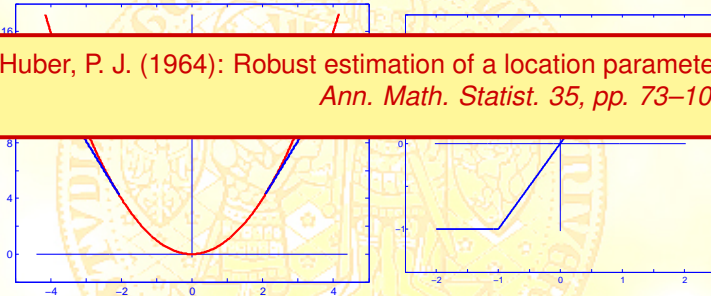 16
Huber, P. J. (1964): Robust estimation of a location paramete
Ann. Math. Statist. 35, pp. 73–10
8
4
0
−4 −2 0 2 4
0
−1
−2 −1 0 1 2